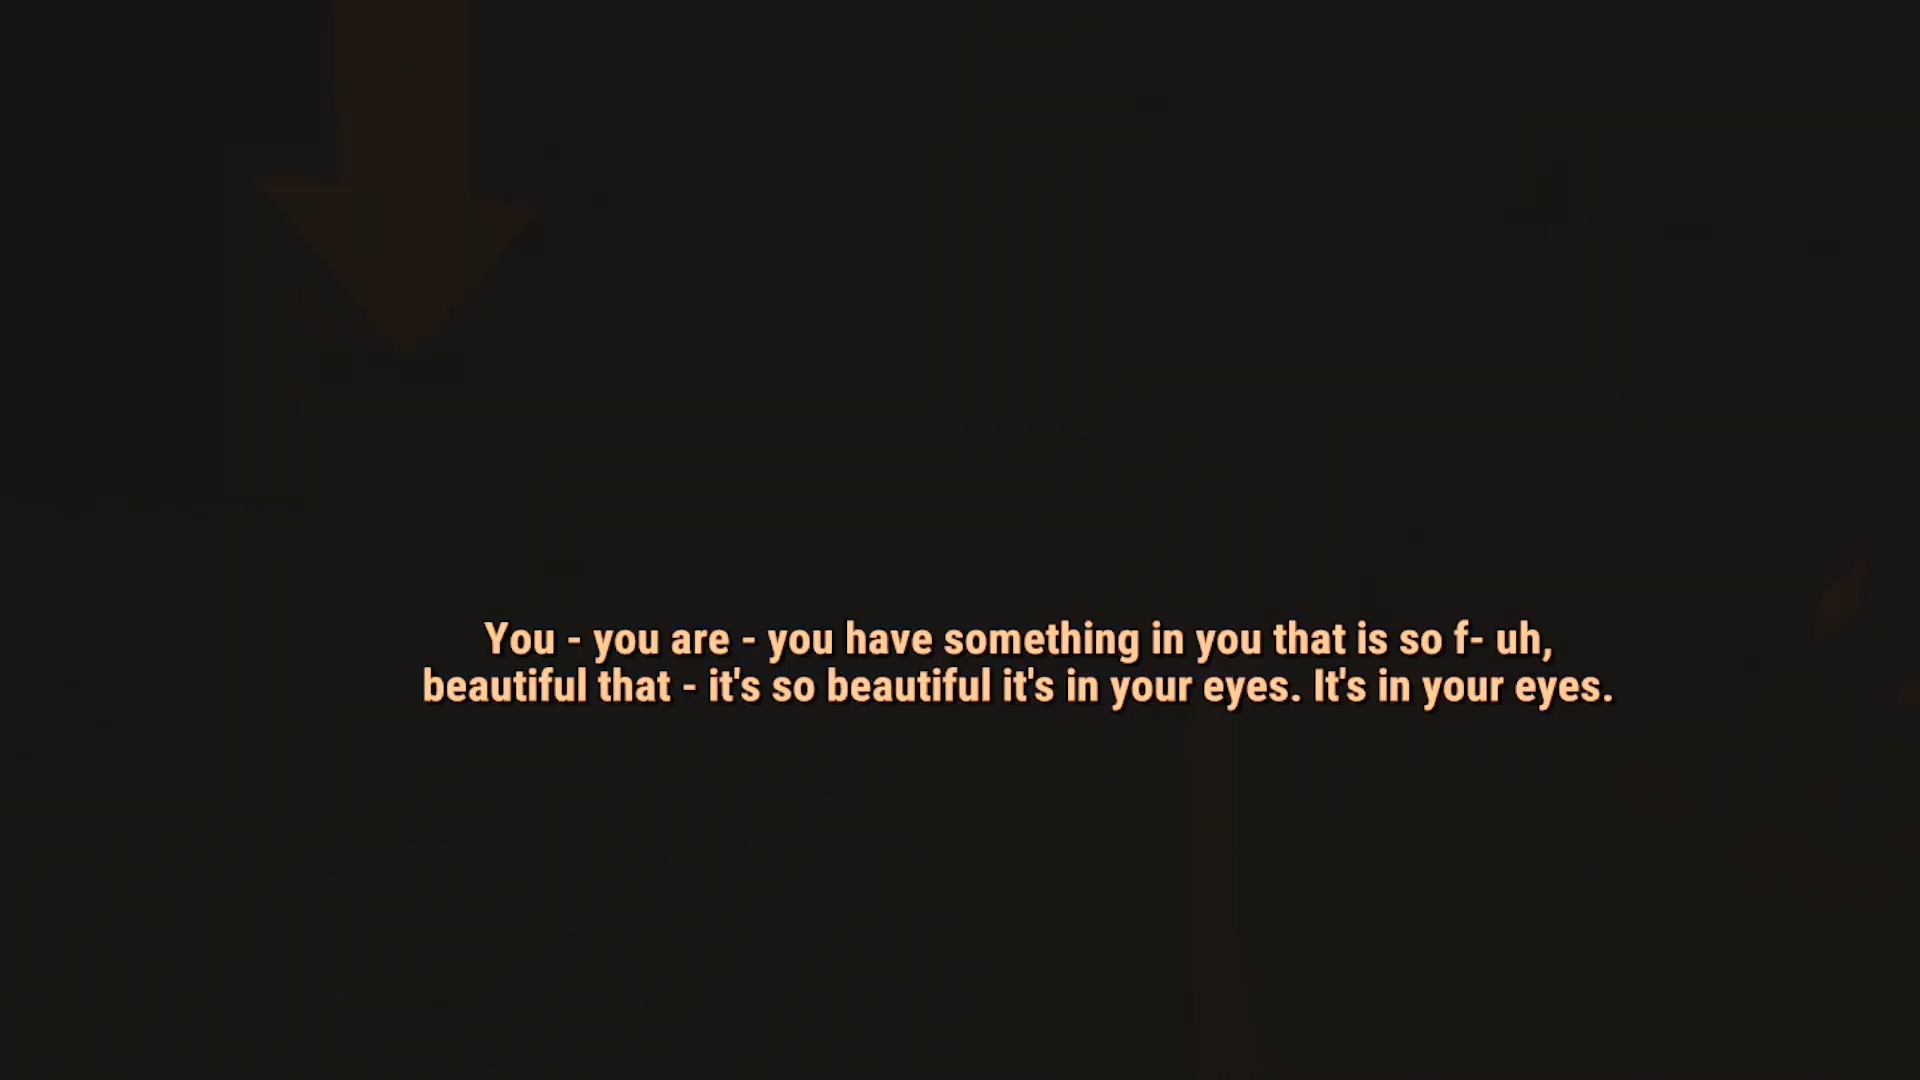 You - you are - you have something in you that is so f- uh,
beautiful that - it's so beautiful it's in your eyes. It's in your eyes.